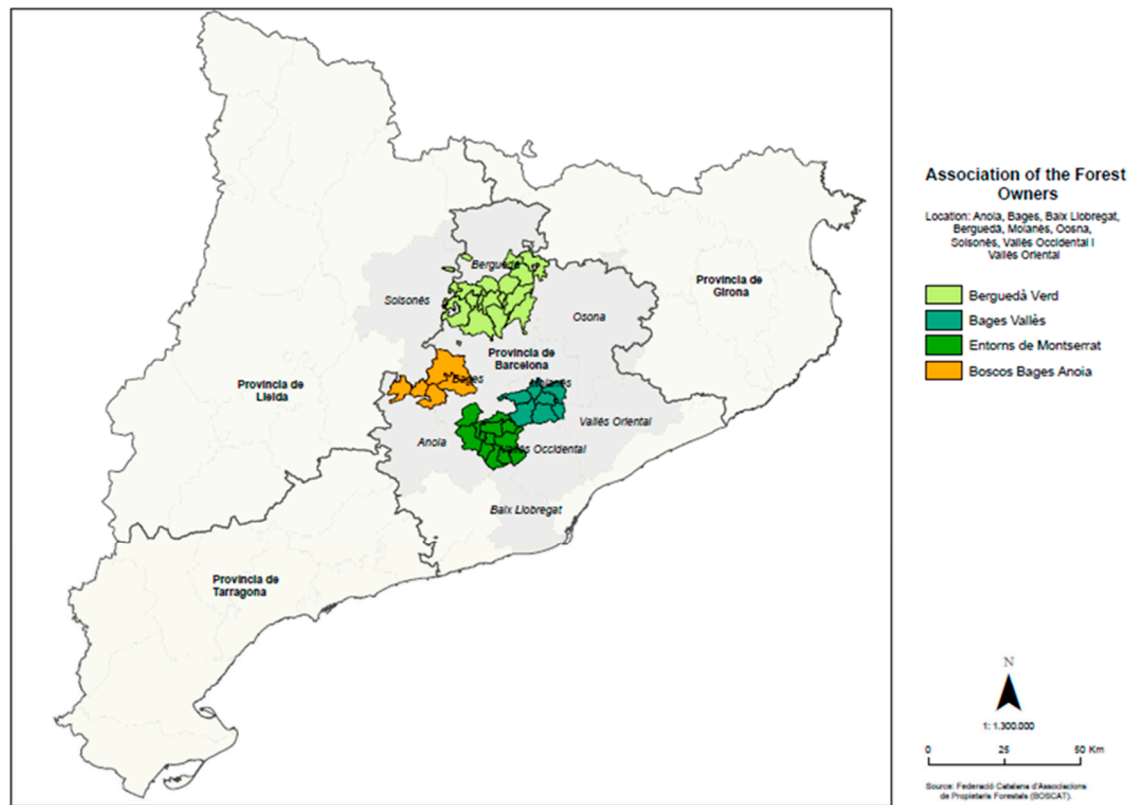 Berguedà
Solsonès
Osona
Provincia de
Girona
Provincia de
Barcelona
Bages
Moianès
Provincia de
Lleida
Vallès Oriental
Anoia
Vallès Occidental
Baix Llobregat
Provincia de
Tarragona
Association of the Forest
Owners
Location: Anoia, Bages, Baix Llobregat,
Berguedà, Moianès, Oosna,
Solsonès, Vallès Occidental i
Vallès Oriental
Berguedà Verd
Bages Vallès
Entorns de Montserrat
Boscos Bages Anoia
N
1: 1.300.000
0 25 50 Km
Source: Federació Catalana d'Associacions
de Propietaris Forestals (BOSCAT).